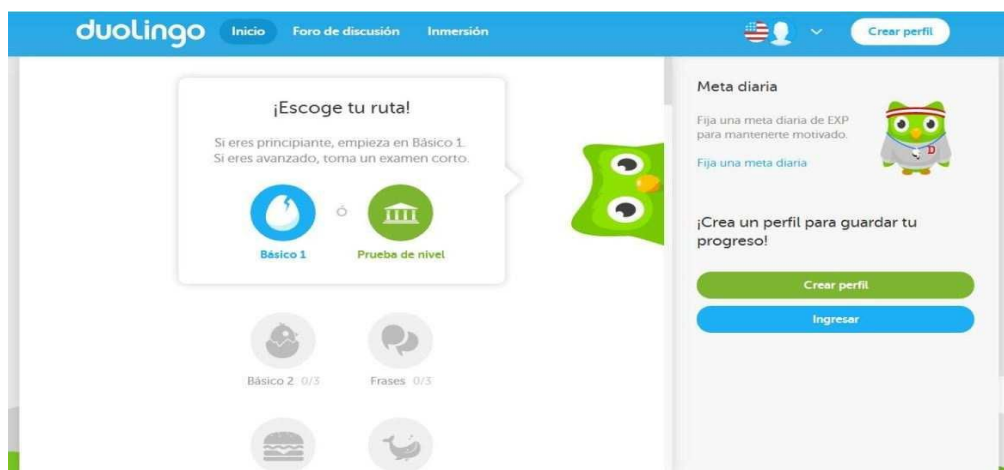 duolingo Inicio Foro de discusión Inmersión Crear perfil
¡Escoge tu ruta!
Si eres principiante, empieza en Básico 1.
Si eres avanzado, toma un examen corto.
Ó
Básico 1 Prueba de nivel
Básico 2 0/3 Frases 0/3
Meta diaria
Fija una meta diaria de EXP
para mantenerte motivado.
Fija una meta diaria
D
¡Crea un perfil para guardar tu
progreso!
Crear perfil
Ingresar